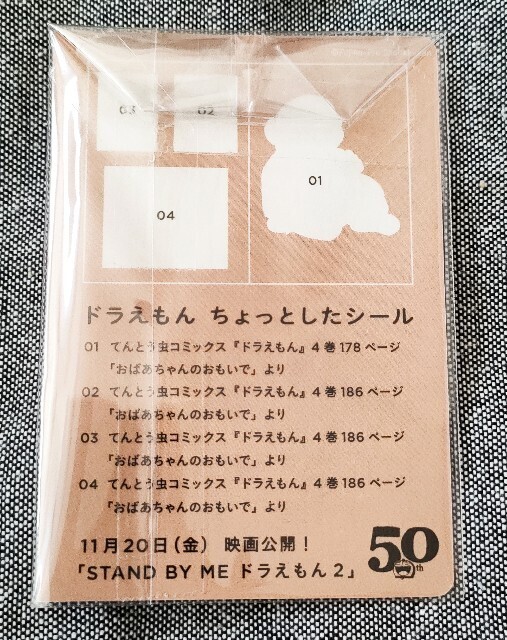 03 02
01
04
ドラえもん ちょっとしたシール
01 てんとう虫コミックス『ドラえもん』4巻178ページ
「おばあちゃんのおもいで」より
02 てんとう虫コミックス『ドラえもん』4巻186ページ
「おばあちゃんのおもいで」より
03 てんとう虫コミックス『ドラえもん』4巻186ページ
「おばあちゃんのおもいで」より
04 てんとう虫コミックス『ドラえもん』4巻186ページ
「おばあちゃんのおもいで」より
11月20日(金) 映画公開!
「STAND BY ME ドラえもん2」
50th